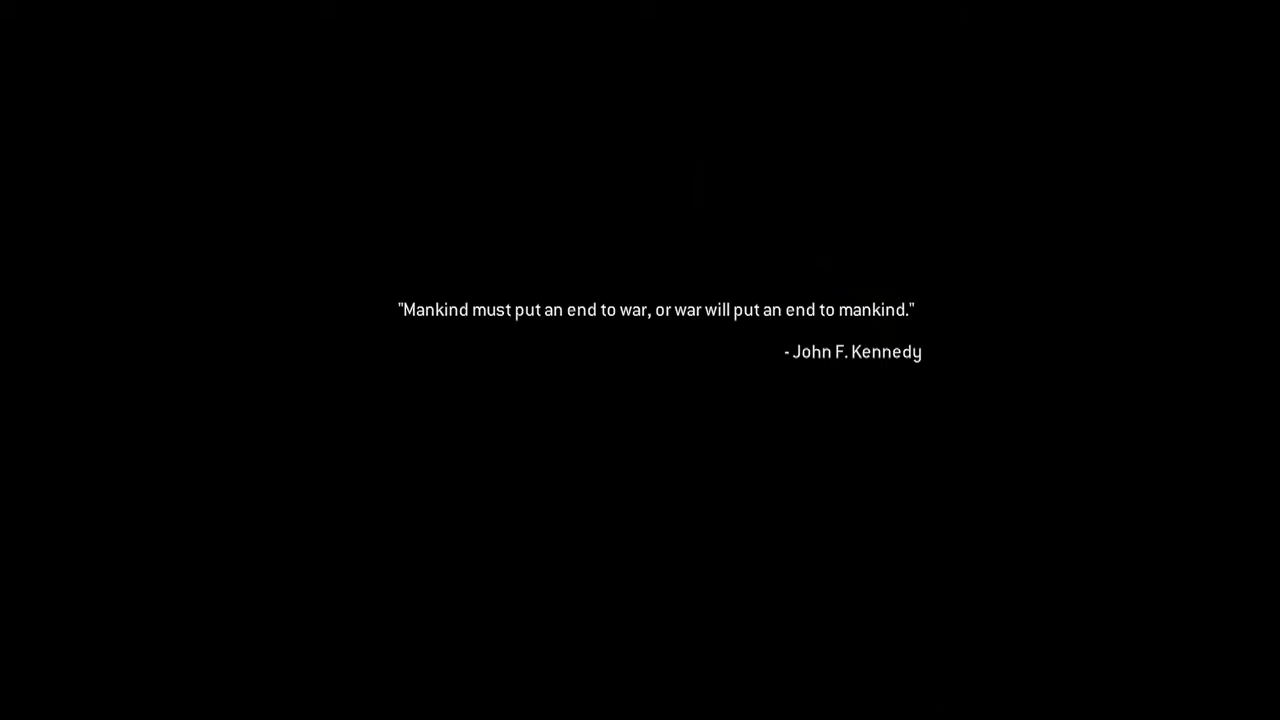 "Mankind must put an end to war, or war will put an end to mankind."
- John F. Kennedy